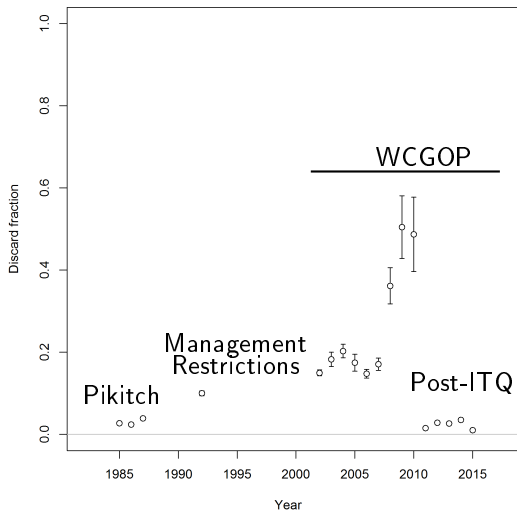 1.0
0.8
WCGOP
0.6
Discard fraction
0.4
Management
Restrictions
0.2
Pikitch
Post-ITQ
0.0
1985 1990 1995 2000 2005 2010 2015
Year